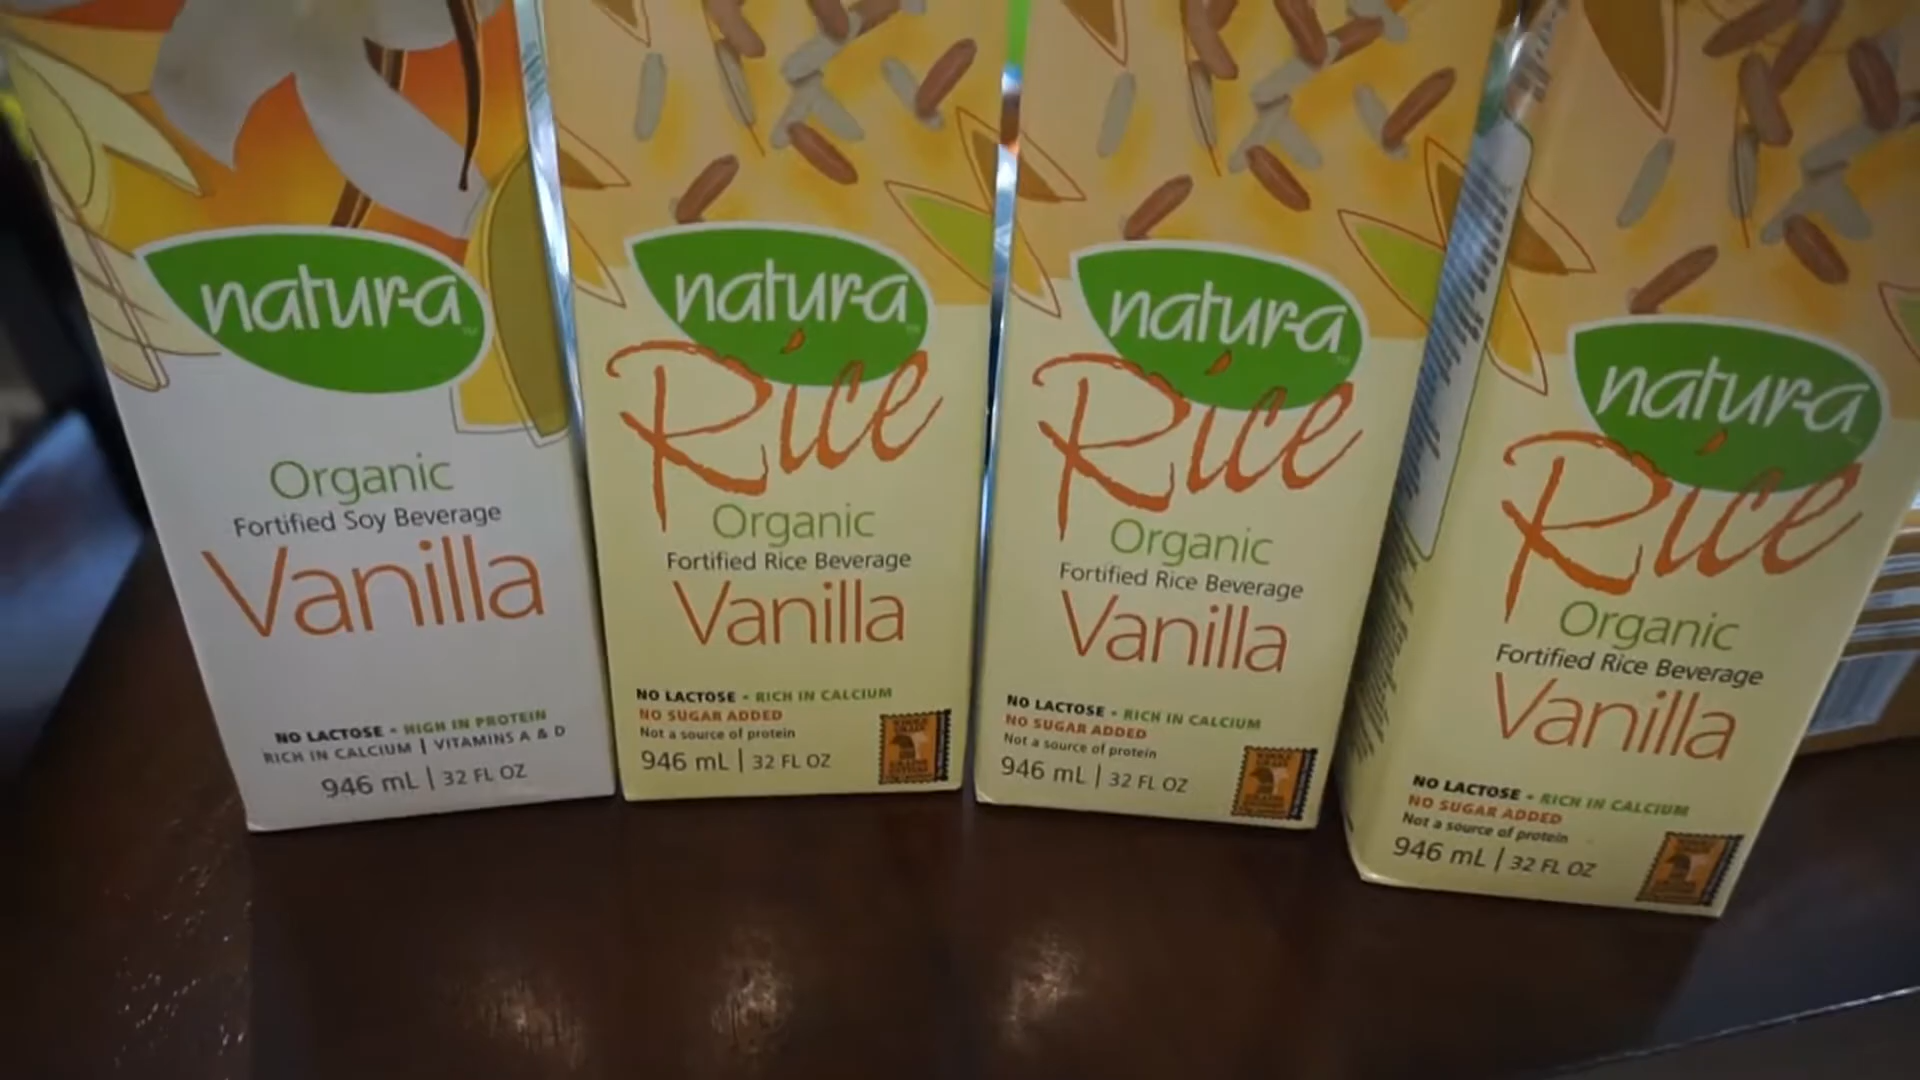 natur-a
Organic
Fortified Soy Beverage
Vanilla
NO LACTOSE • HIGH IN PROTEIN
RICH IN CALCIUM | VITAMINS A & D
946 mL | 32 FL OZ
natur-a
Rice
Organic
Fortified Rice Beverage
Vanilla
NO LACTOSE • RICH IN CALCIUM
NO SUGAR ADDED
Not a source of protein
946 mL | 32 FL OZ
WHOLE
GRAIN
natur-a
Rice
Organic
Fortified Rice Beverage
Vanilla
NO LACTOSE • RICH IN CALCIUM
NO SUGAR ADDED
Not a source of protein
946 mL | 32 FL OZ
natur-a
Rice
Organic
Fortified Rice Beverage
Vanilla
NO LACTOSE • RICH IN CALCIUM
NO SUGAR ADDED
Not a source of protein
946 mL | 32 FL OZ